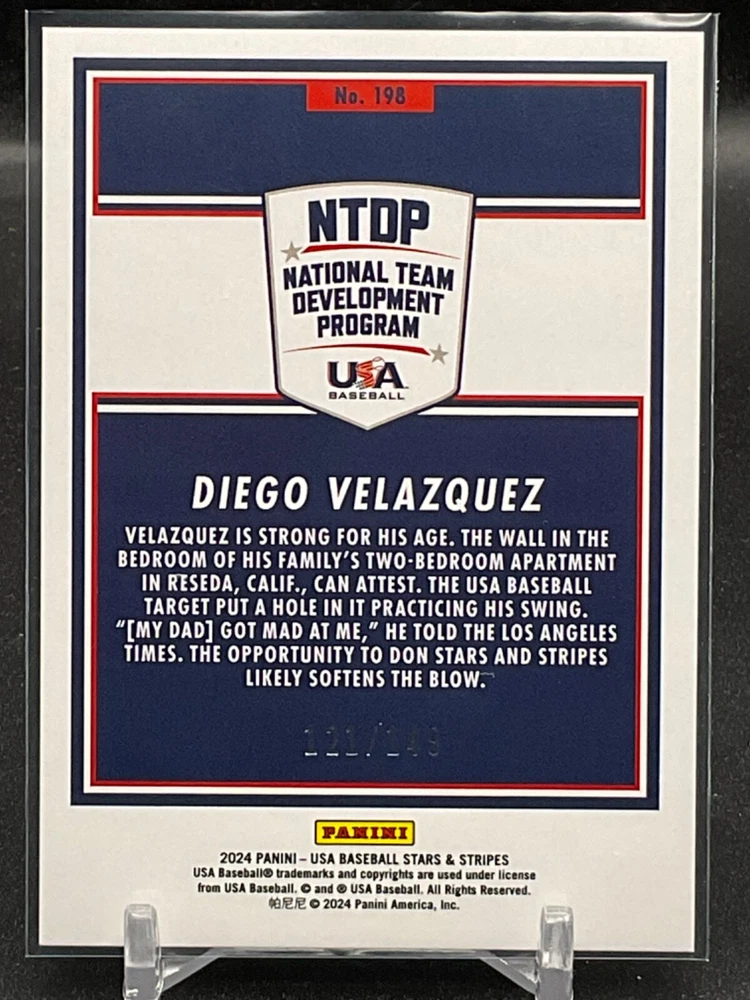 No. 198
NTDP
NATIONAL TEAM
DEVELOPMENT
PROGRAM
USA
BASEBALL
DIEGO VELAZQUEZ
VELAZQUEZ IS STRONG FOR HIS AGE. THE WALL IN THE
BEDROOM OF HIS FAMILY'S TWO-BEDROOM APARTMENT
IN RESEDA, CALIF., CAN ATTEST. THE USA BASEBALL
TARGET PUT A HOLE IN IT PRACTICING HIS SWING.
"[MY DAD] GOT MAD AT ME," HE TOLD THE LOS ANGELES
TIMES. THE OPPORTUNITY TO DON STARS AND STRIPES
LIKELY SOFTENS THE BLOW.
PANINI
2024 PANINI – USA BASEBALL STARS & STRIPES
USA Baseball® trademarks and copyrights are used under license
from USA Baseball. © and ® USA Baseball. All Rights Reserved.
帕尼尼 © 2024 Panini America, Inc.